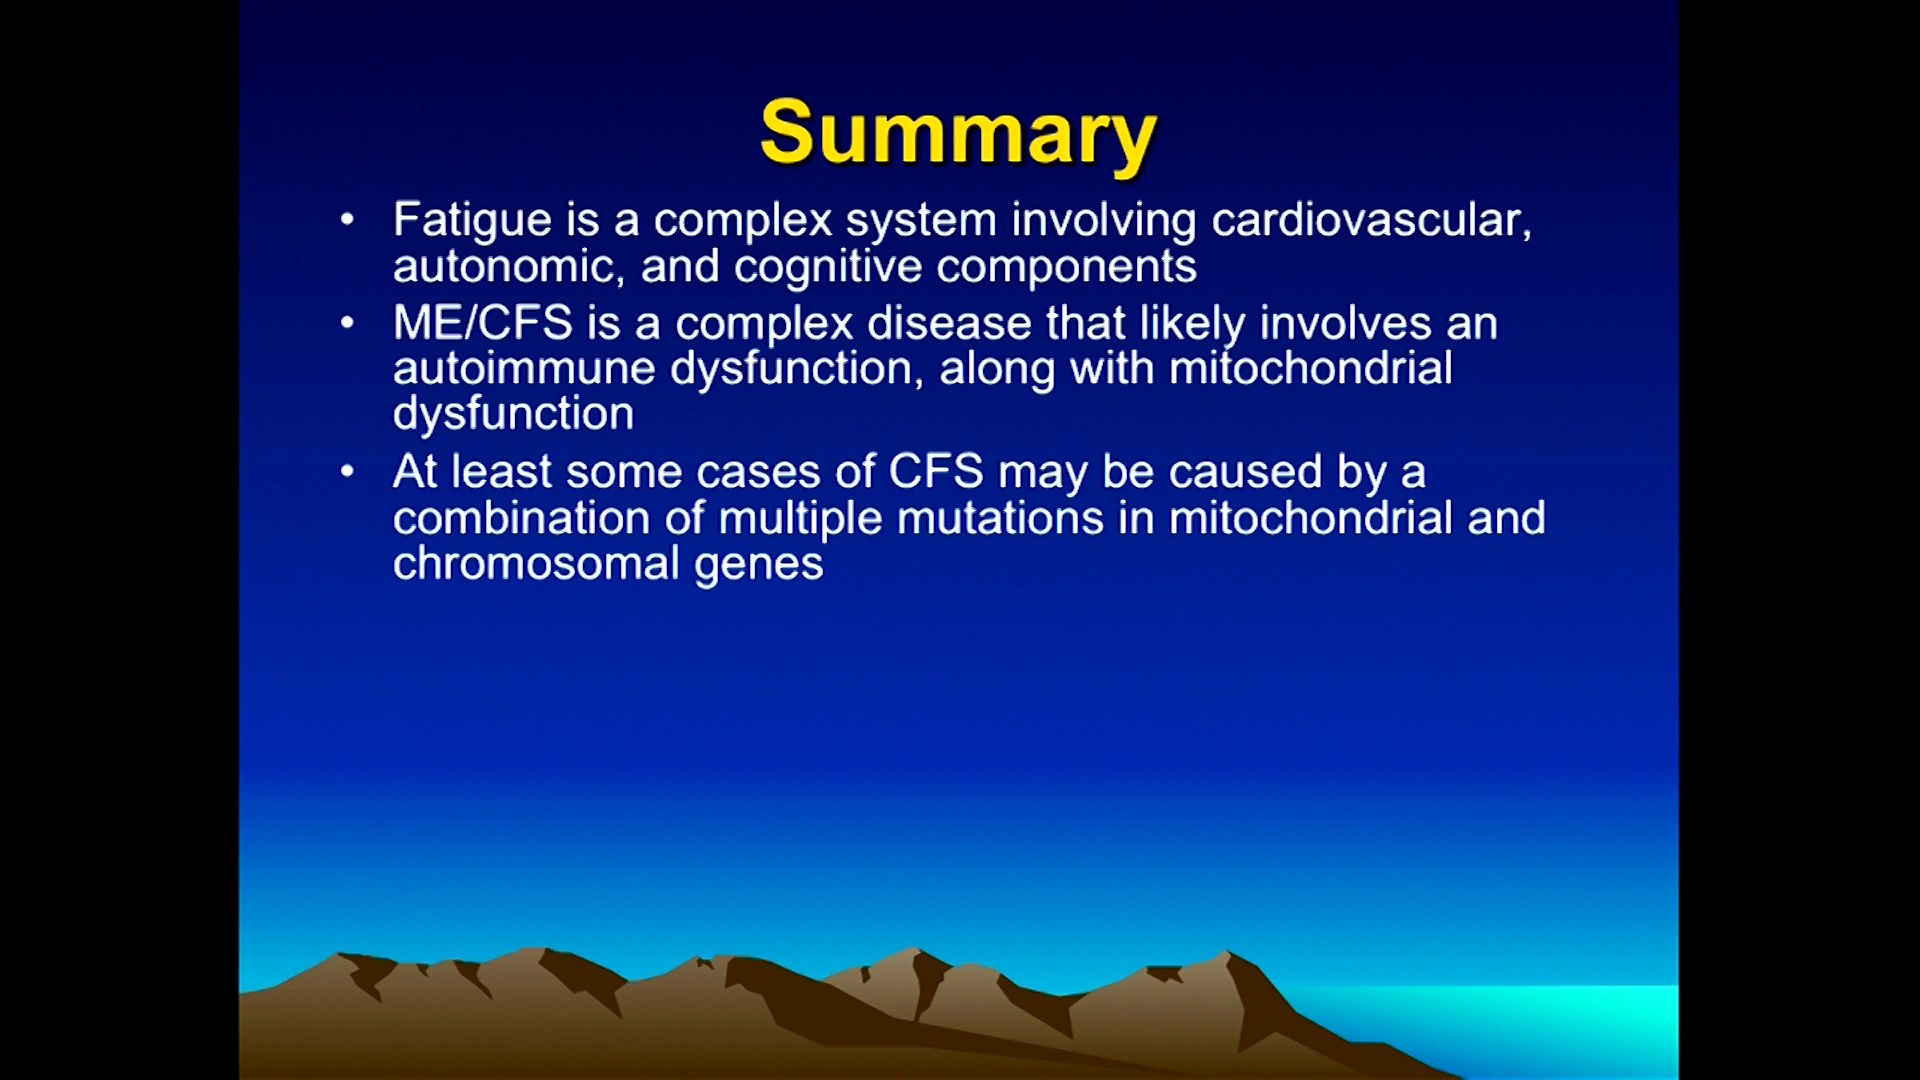 Summary
• Fatigue is a complex system involving cardiovascular,
autonomic, and cognitive components
• ME/CFS is a complex disease that likely involves an
autoimmune dysfunction, along with mitochondrial
dysfunction
• At least some cases of CFS may be caused by a
combination of multiple mutations in mitochondrial and
chromosomal genes